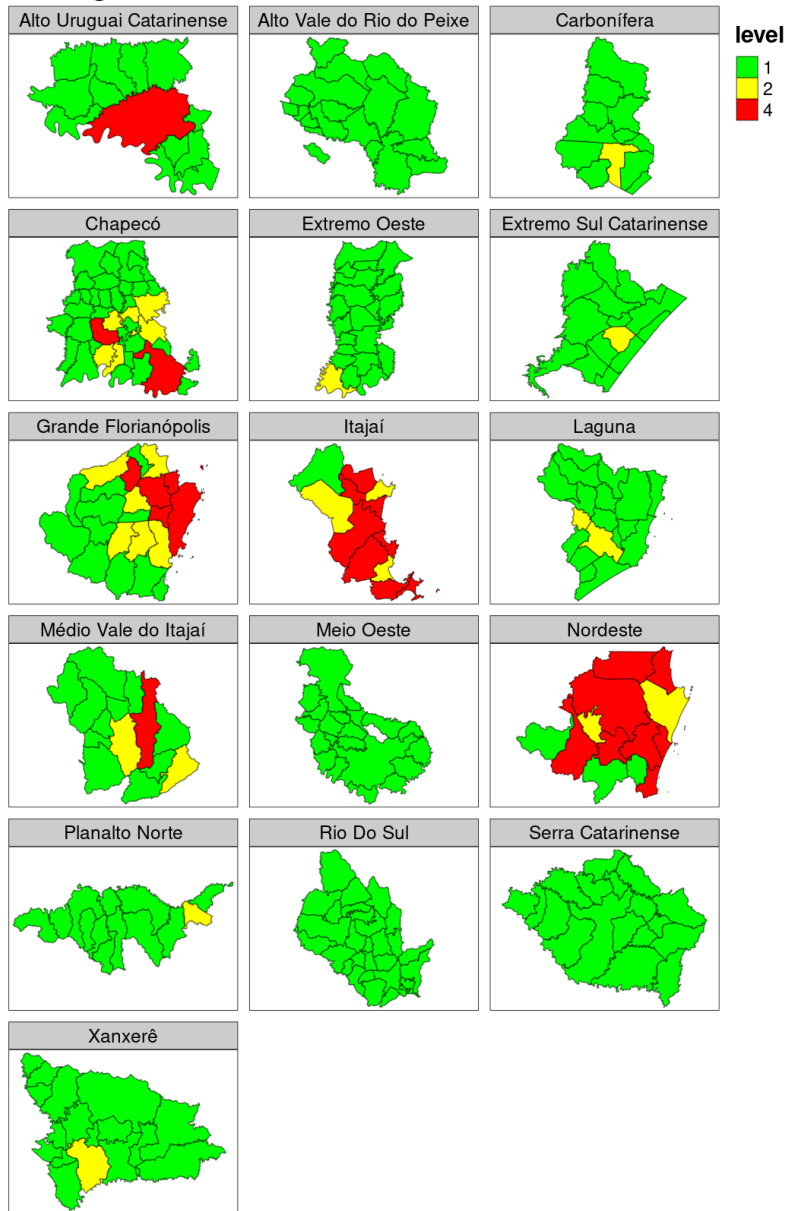 Alto Uruguai Catarinense
Alto Vale do Rio do Peixe
Carbonífera
level
1
2
4
Chapecó
Extremo Oeste
Extremo Sul Catarinense
Grande Florianópolis
Itajaí
Laguna
Médio Vale do Itajaí
Meio Oeste
Nordeste
Planalto Norte
Rio Do Sul
Serra Catarinense
Xanxerê